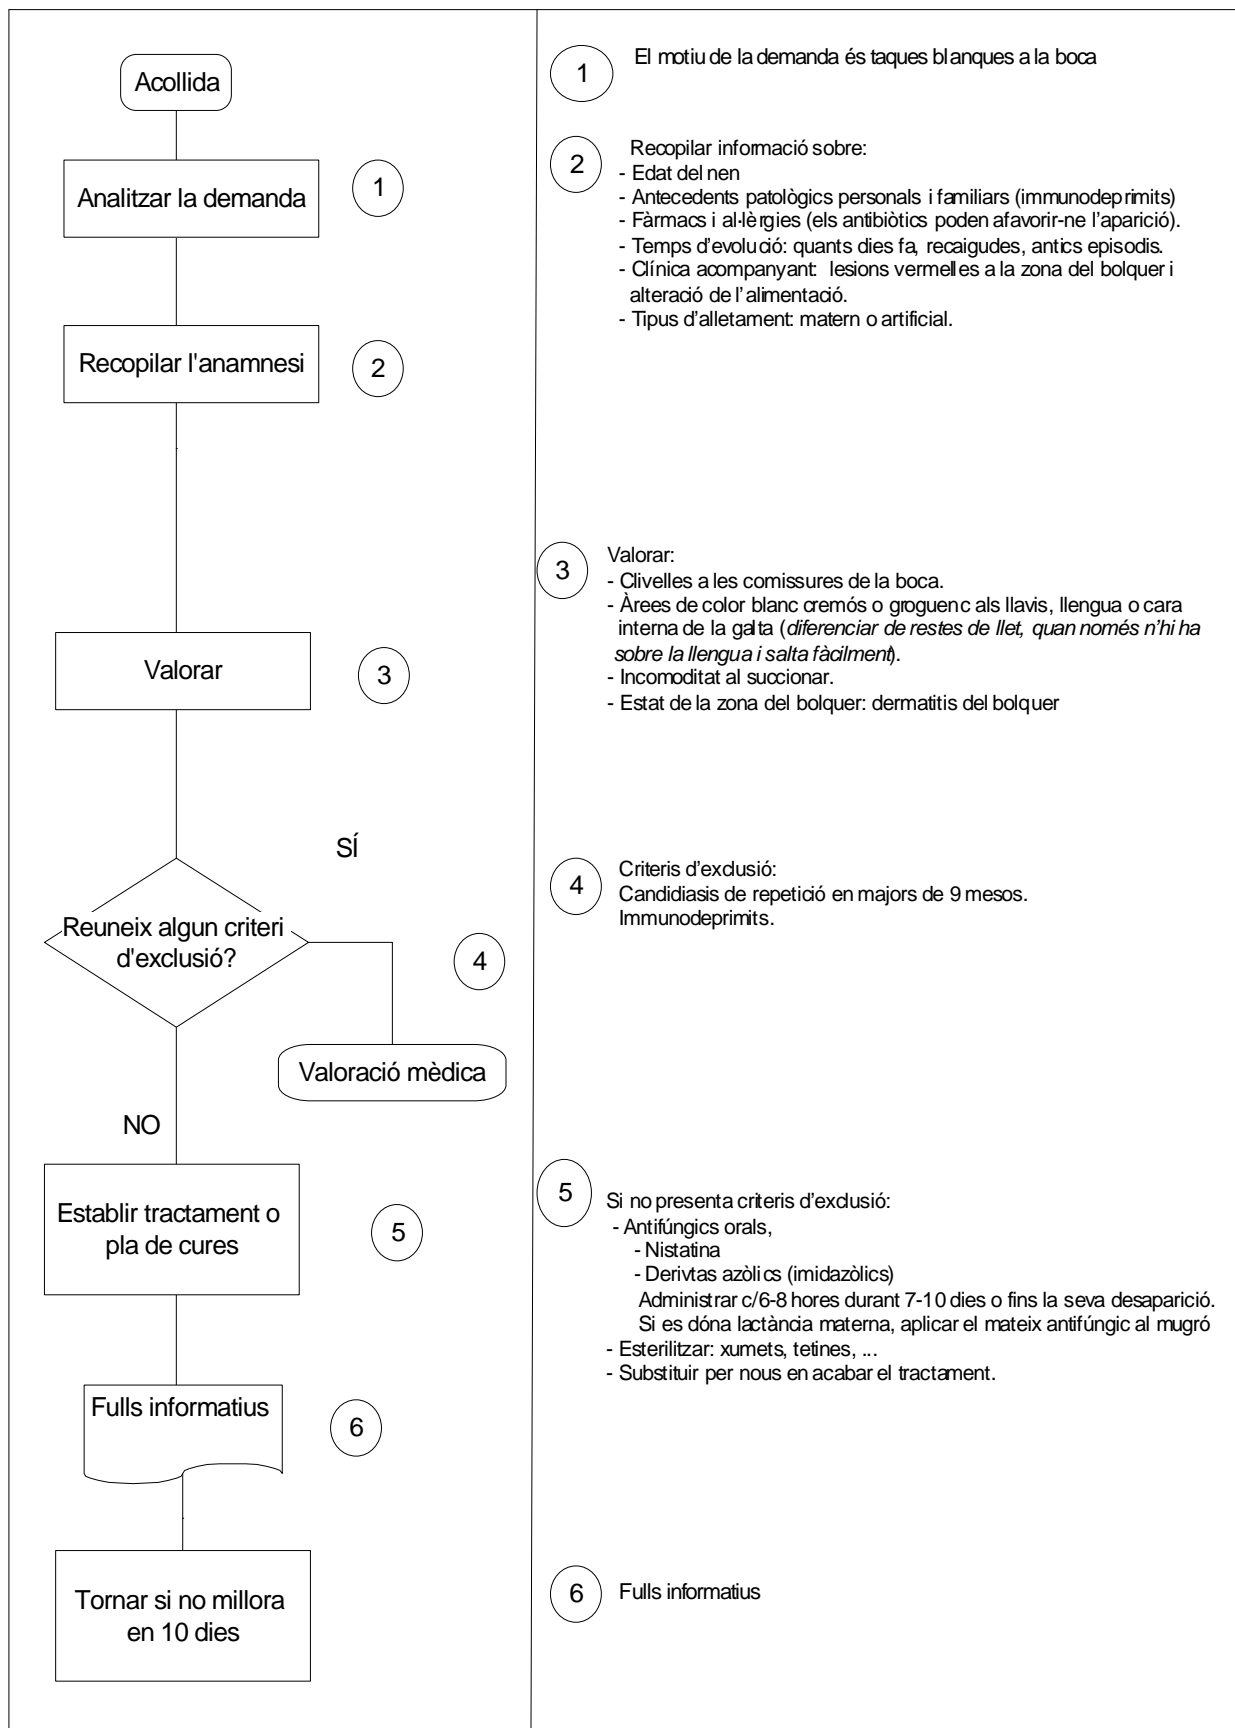 Acollida
Analitzar la demanda
1
Recopilar l'anamnesi
2
Valorar
3
SÍ
Reuneix algun criteri
d'exclusió?
4
Valoració mèdica
NO
Establir tractament o
pla de cures
5
Fulls informatius
6
Tornar si no millora
en 10 dies
1
El motiu de la demanda és taques blanques a la boca
2
Recopilar informació sobre:
- Edat del nen
- Antecedents patològics personals i familiars (immunodeprimits)
- Fàrmacs i al·lèrgies (els antibiòtics poden afavorir-ne l’aparició).
- Temps d’evolució: quants dies fa, recaigudes, antics episodis.
- Clínica acompanyant: lesions vermelles a la zona del bolquer i
alteració de l’alimentació.
- Tipus d’alletament: matern o artificial.
3
Valorar:
- Clivelles a les comissures de la boca.
- Àrees de color blanc cremós o groguenc als llavis, llengua o cara
interna de la galta (diferenciar de restes de llet, quan només n’hi ha
sobre la llengua i salta fàcilment).
- Incomoditat al succionar.
- Estat de la zona del bolquer: dermatitis del bolquer
4
Criteris d’exclusió:
Candidiasis de repetició en majors de 9 mesos.
Immunodeprimits.
5
Si no presenta criteris d’exclusió:
- Antifúngics orals,
- Nistatina
- Derivtas azòlics (imidazòlics)
Administrar c/6-8 hores durant 7-10 dies o fins la seva desaparició.
Si es dóna lactància materna, aplicar el mateix antifúngic al mugró
- Esterilitzar: xumets, tetines, ...
- Substituir per nous en acabar el tractament.
6
Fulls informatius